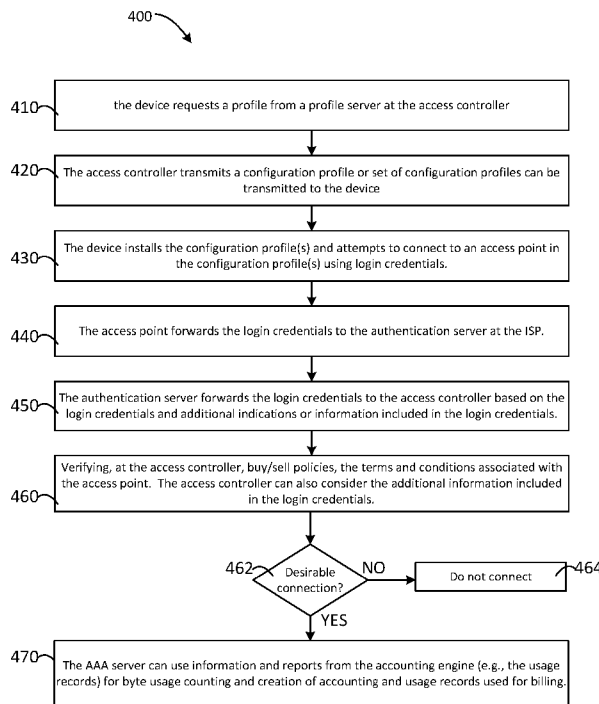 400
410
the device requests a profile from a profile server at the access controller
420
The access controller transmits a configuration profile or set of configuration profiles can be
transmitted to the device
430
The device installs the configuration profile(s) and attempts to connect to an access point in
the configuration profile(s) using login credentials.
440
The access point forwards the login credentials to the authentication server at the ISP.
450
The authentication server forwards the login credentials to the access controller based on the
login credentials and additional indications or information included in the login credentials.
460
Verifying, at the access controller, buy/sell policies, the terms and conditions associated with
the access point. The access controller can also consider the additional information included
in the login credentials.
462
Desirable
connection?
NO
Do not connect
464
YES
470
The AAA server can use information and reports from the accounting engine (e.g., the usage
records) for byte usage counting and creation of accounting and usage records used for billing.